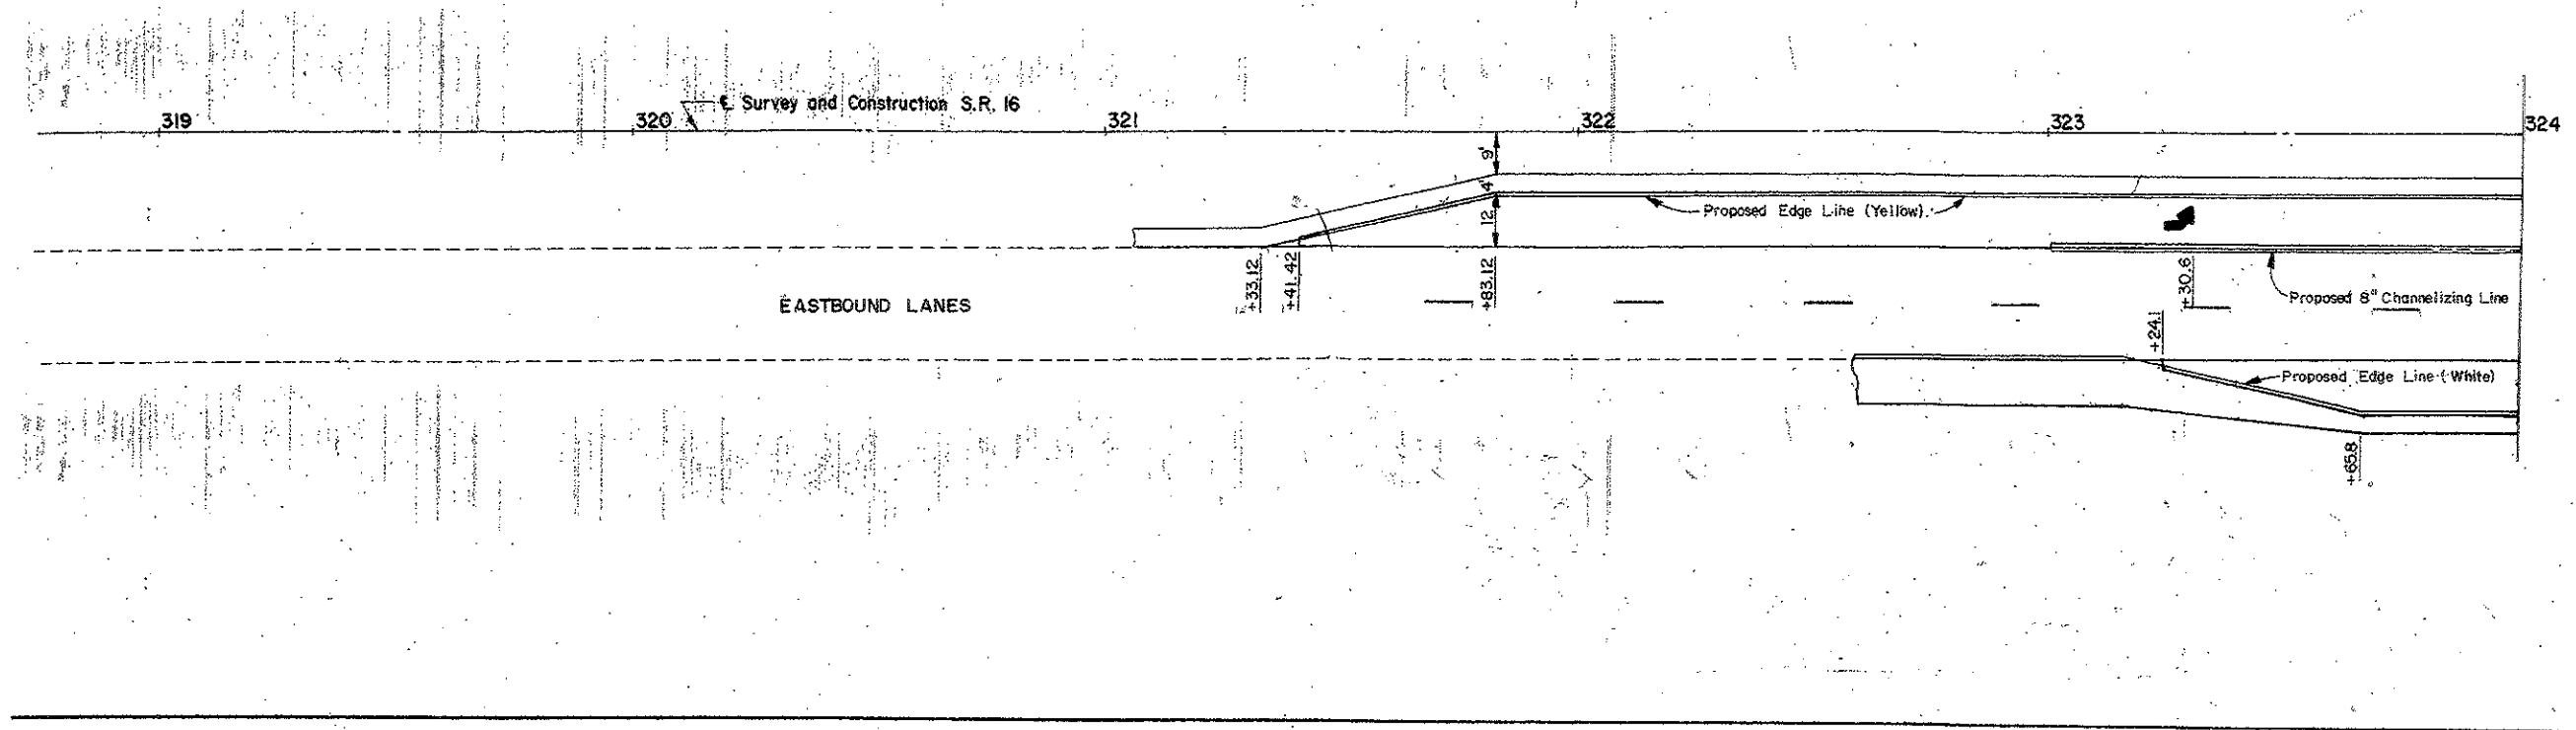 ℄ Survey and Construction S.R. 16
319 320 321 322 323 324
9'
4'
12
Proposed Edge Line (Yellow)
+33.12
+41.42
+83.12
+30.6
Proposed 8" Channelizing Line
EASTBOUND LANES
+24.1
Proposed Edge Line (White)
+65.8